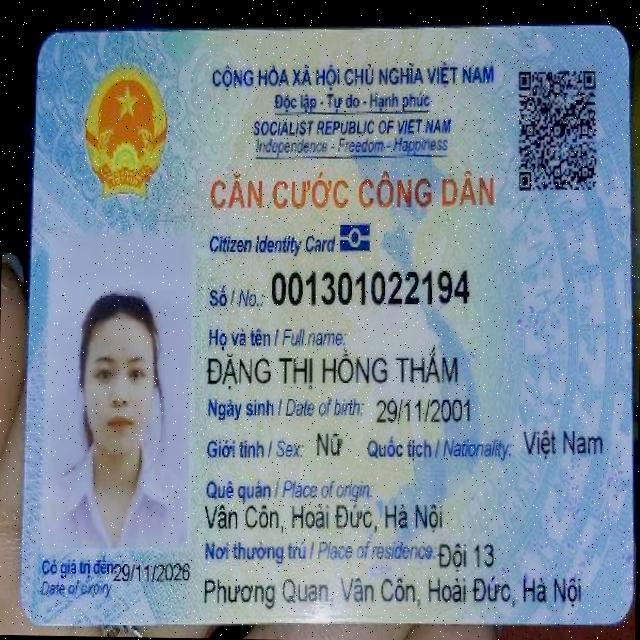 CỘNG HÒA XÃ HỘI CHỦ NGHĨA VIỆT NAM
Độc lập - Tự do - Hạnh phúc
SOCIALIST REPUBLIC OF VIET NAM
Independence - Freedom - Happiness
CĂN CƯỚC CÔNG DÂN
Citizen Identity Card
Số / No.: 001301022194
Họ và tên / Full name:
ĐẶNG THỊ HỒNG THẮM
Ngày sinh / Date of birth: 29/11/2001
Giới tính / Sex: Nữ Quốc tịch / Nationality: Việt Nam
Quê quán / Place of origin:
Vân Côn, Hoài Đức, Hà Nội
Nơi thường trú / Place of residence: Đội 13
Phương Quan, Vân Côn, Hoài Đức, Hà Nội
Có giá trị đến: 29/11/2026
Date of expiry